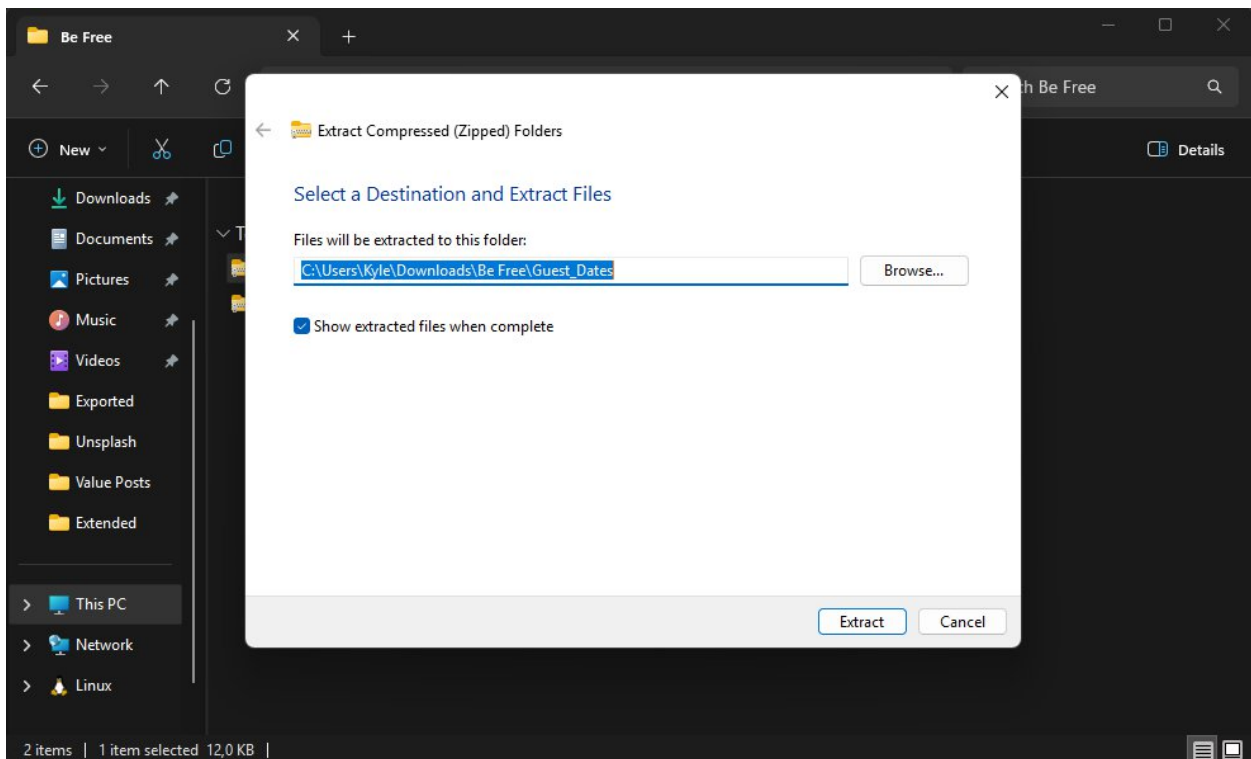 Be Free
h Be Free
New
Details
Downloads
Documents
Pictures
Music
Videos
Exported
Unsplash
Value Posts
Extended
This PC
Network
Linux
T
Extract Compressed (Zipped) Folders
Select a Destination and Extract Files
Files will be extracted to this folder:
C:\Users\Kyle\Downloads\Be Free\Guest_Dates
Browse...
Show extracted files when complete
Extract Cancel
2 items | 1 item selected 12,0 KB |